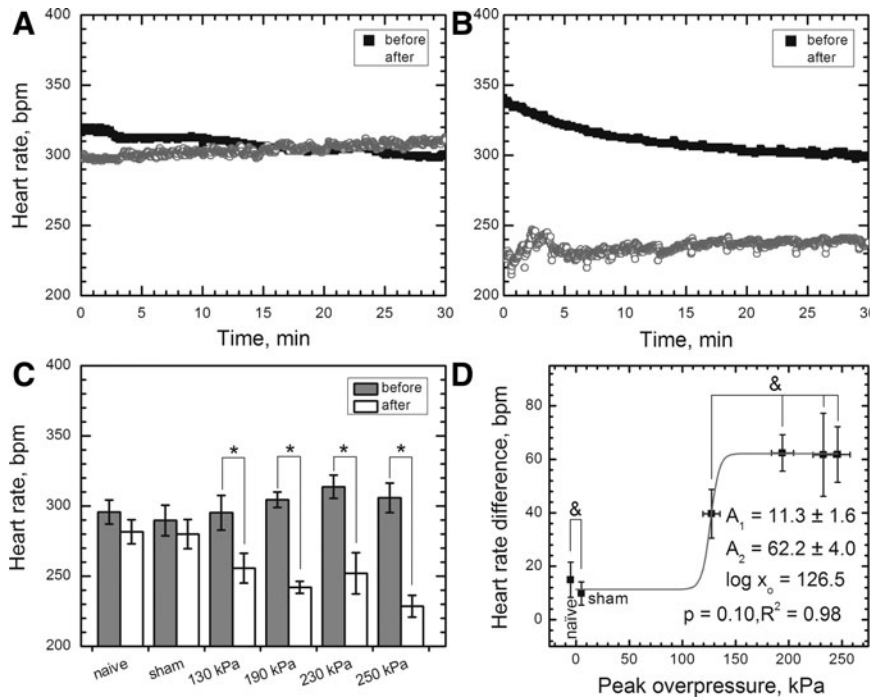 A
400
350
300
250
200
Heart rate, bpm
before
after
0 5 10 15 20 25 30
Time, min
B
400
350
300
250
200
before
after
0 5 10 15 20 25 30
Time, min
C
400
350
300
250
200
Heart rate, bpm
before
after
* * * *
naive sham 130 kPa 190 kPa 230 kPa 250 kPa
D
80
60
40
20
0
Heart rate difference, bpm
&
&
naive
sham
A₁ = 11.3 ± 1.6
A₂ = 62.2 ± 4.0
log xₒ = 126.5
p = 0.10,R² = 0.98
0 50 100 150 200 250
Peak overpressure, kPa